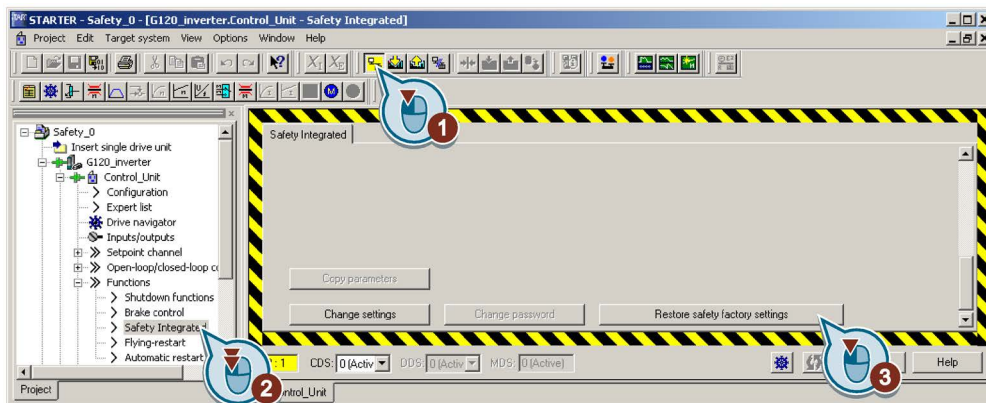 STARTER - Safety_0 - [G120_inverter.Control_Unit - Safety Integrated]
Project Edit Target system View Options Window Help
1
Safety_0
Insert single drive unit
G120_inverter
Control_Unit
Configuration
Expert list
Drive navigator
Inputs/outputs
Setpoint channel
Open-loop/closed-loop
Functions
Shutdown functions
Brake control
Safety Integrated
Flying-restart
Automatic restart
Project
2
Safety Integrated
Copy parameters
Change settings
Change password
Restore safety factory settings
: 1
CDS: 0 (Activ
DDS: 0 (Activ
MDS: 0 (Active)
Help
3
ontrol_Unit